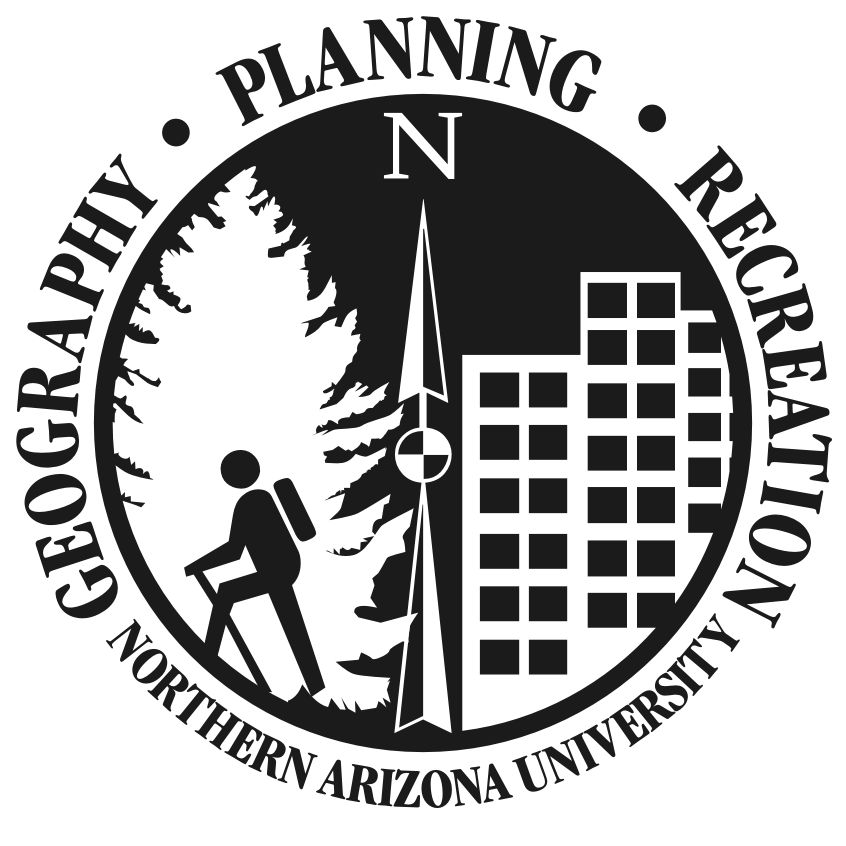 GEOGRAPHY • PLANNING • RECREATION
N
NORTHERN ARIZONA UNIVERSITY